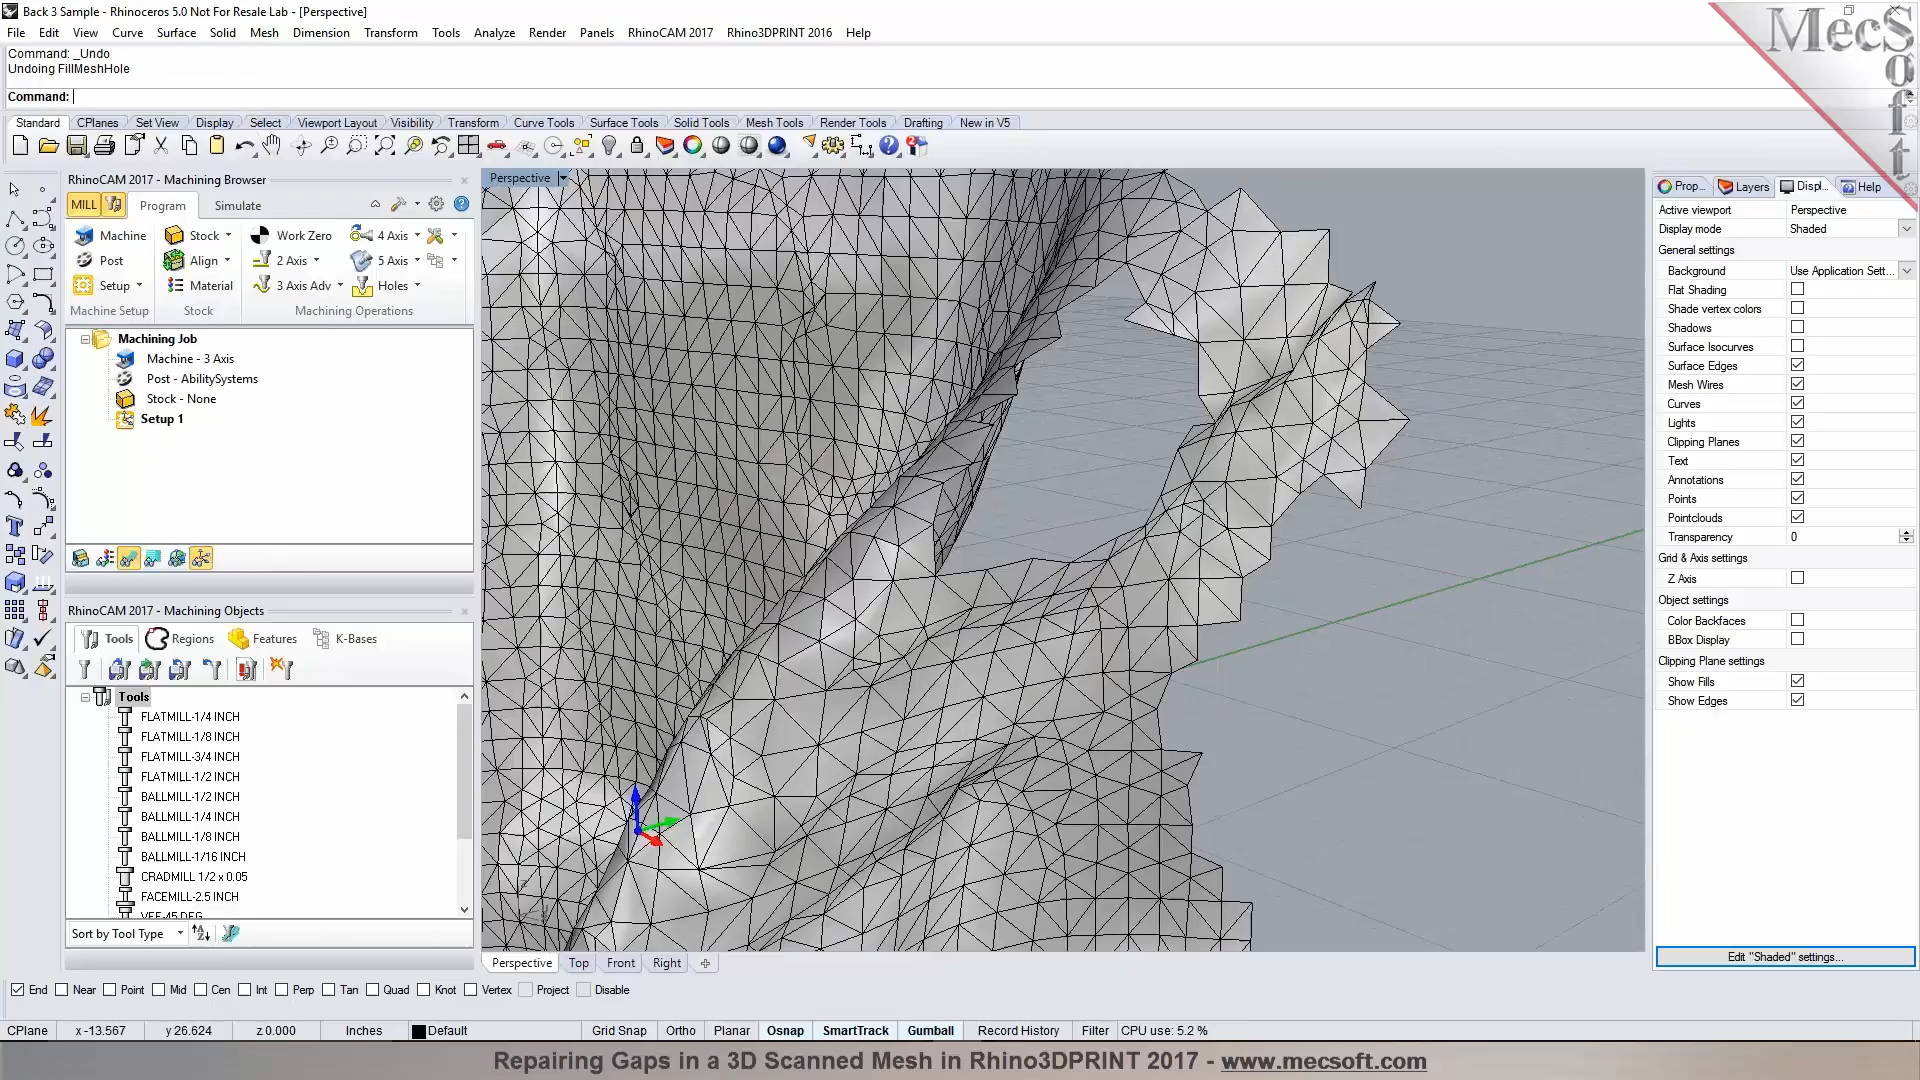 Back 3 Sample - Rhinoceros 5.0 Not For Resale Lab - [Perspective]
File Edit View Curve Surface Solid Mesh Dimension Transform Tools Analyze Render Panels RhinoCAM 2017 Rhino3DPRINT 2016 Help
MecSoft
Command: _Undo
Undoing FillMeshHole
Command:
Standard CPlanes Set View Display Select Viewport Layout Visibility Transform Curve Tools Surface Tools Solid Tools Mesh Tools Render Tools Drafting New in V5
RhinoCAM 2017 - Machining Browser
MILL Program Simulate
Machine Stock Work Zero 4 Axis
Post Align 2 Axis 5 Axis
Setup Material 3 Axis Adv Holes
Machine Setup Stock Machining Operations
Machining Job
Machine - 3 Axis
Post - AbilitySystems
Stock - None
Setup 1
RhinoCAM 2017 - Machining Objects
Tools Regions Features K-Bases
Tools
FLATMILL-1/4 INCH
FLATMILL-1/8 INCH
FLATMILL-3/4 INCH
FLATMILL-1/2 INCH
BALLMILL-1/2 INCH
BALLMILL-1/4 INCH
BALLMILL-1/8 INCH
BALLMILL-1/16 INCH
CRADMILL 1/2 x 0.05
FACEMILL-2.5 INCH
VEE-45 DEG
Sort by Tool Type
Perspective
Perspective Top Front Right
Prop... Layers Displ... Help
Active viewport Perspective
Display mode Shaded
General settings
Background Use Application Sett...
Flat Shading
Shade vertex colors
Shadows
Surface Isocurves
Surface Edges
Mesh Wires
Curves
Lights
Clipping Planes
Text
Annotations
Points
Pointclouds
Transparency 0
Grid & Axis settings
Z Axis
Object settings
Color Backfaces
BBox Display
Clipping Plane settings
Show Fills
Show Edges
Edit "Shaded" settings...
End Near Point Mid Cen Int Perp Tan Quad Knot Vertex Project Disable
CPlane x -13.567 y 26.624 z 0.000 Inches Default Grid Snap Ortho Planar Osnap SmartTrack Gumball Record History Filter CPU use: 5.2 %
Repairing Gaps in a 3D Scanned Mesh in Rhino3DPRINT 2017 - www.mecsoft.com